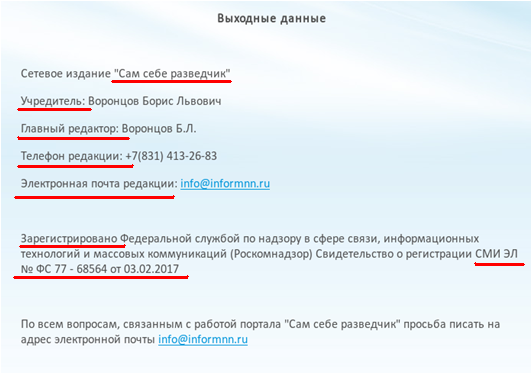 Выходные данные
Сетевое издание "Сам себе разведчик"
Учредитель: Воронцов Борис Львович
Главный редактор: Воронцов Б.Л.
Телефон редакции: +7(831) 413-26-83
Электронная почта редакции: info@informnn.ru
Зарегистрировано Федеральной службой по надзору в сфере связи, информационных
технологий и массовых коммуникаций (Роскомнадзор) Свидетельство о регистрации СМИ ЭЛ
№ ФС 77 - 68564 от 03.02.2017
По всем вопросам, связанным с работой портала "Сам себе разведчик" просьба писать на
адрес электронной почты info@informnn.ru